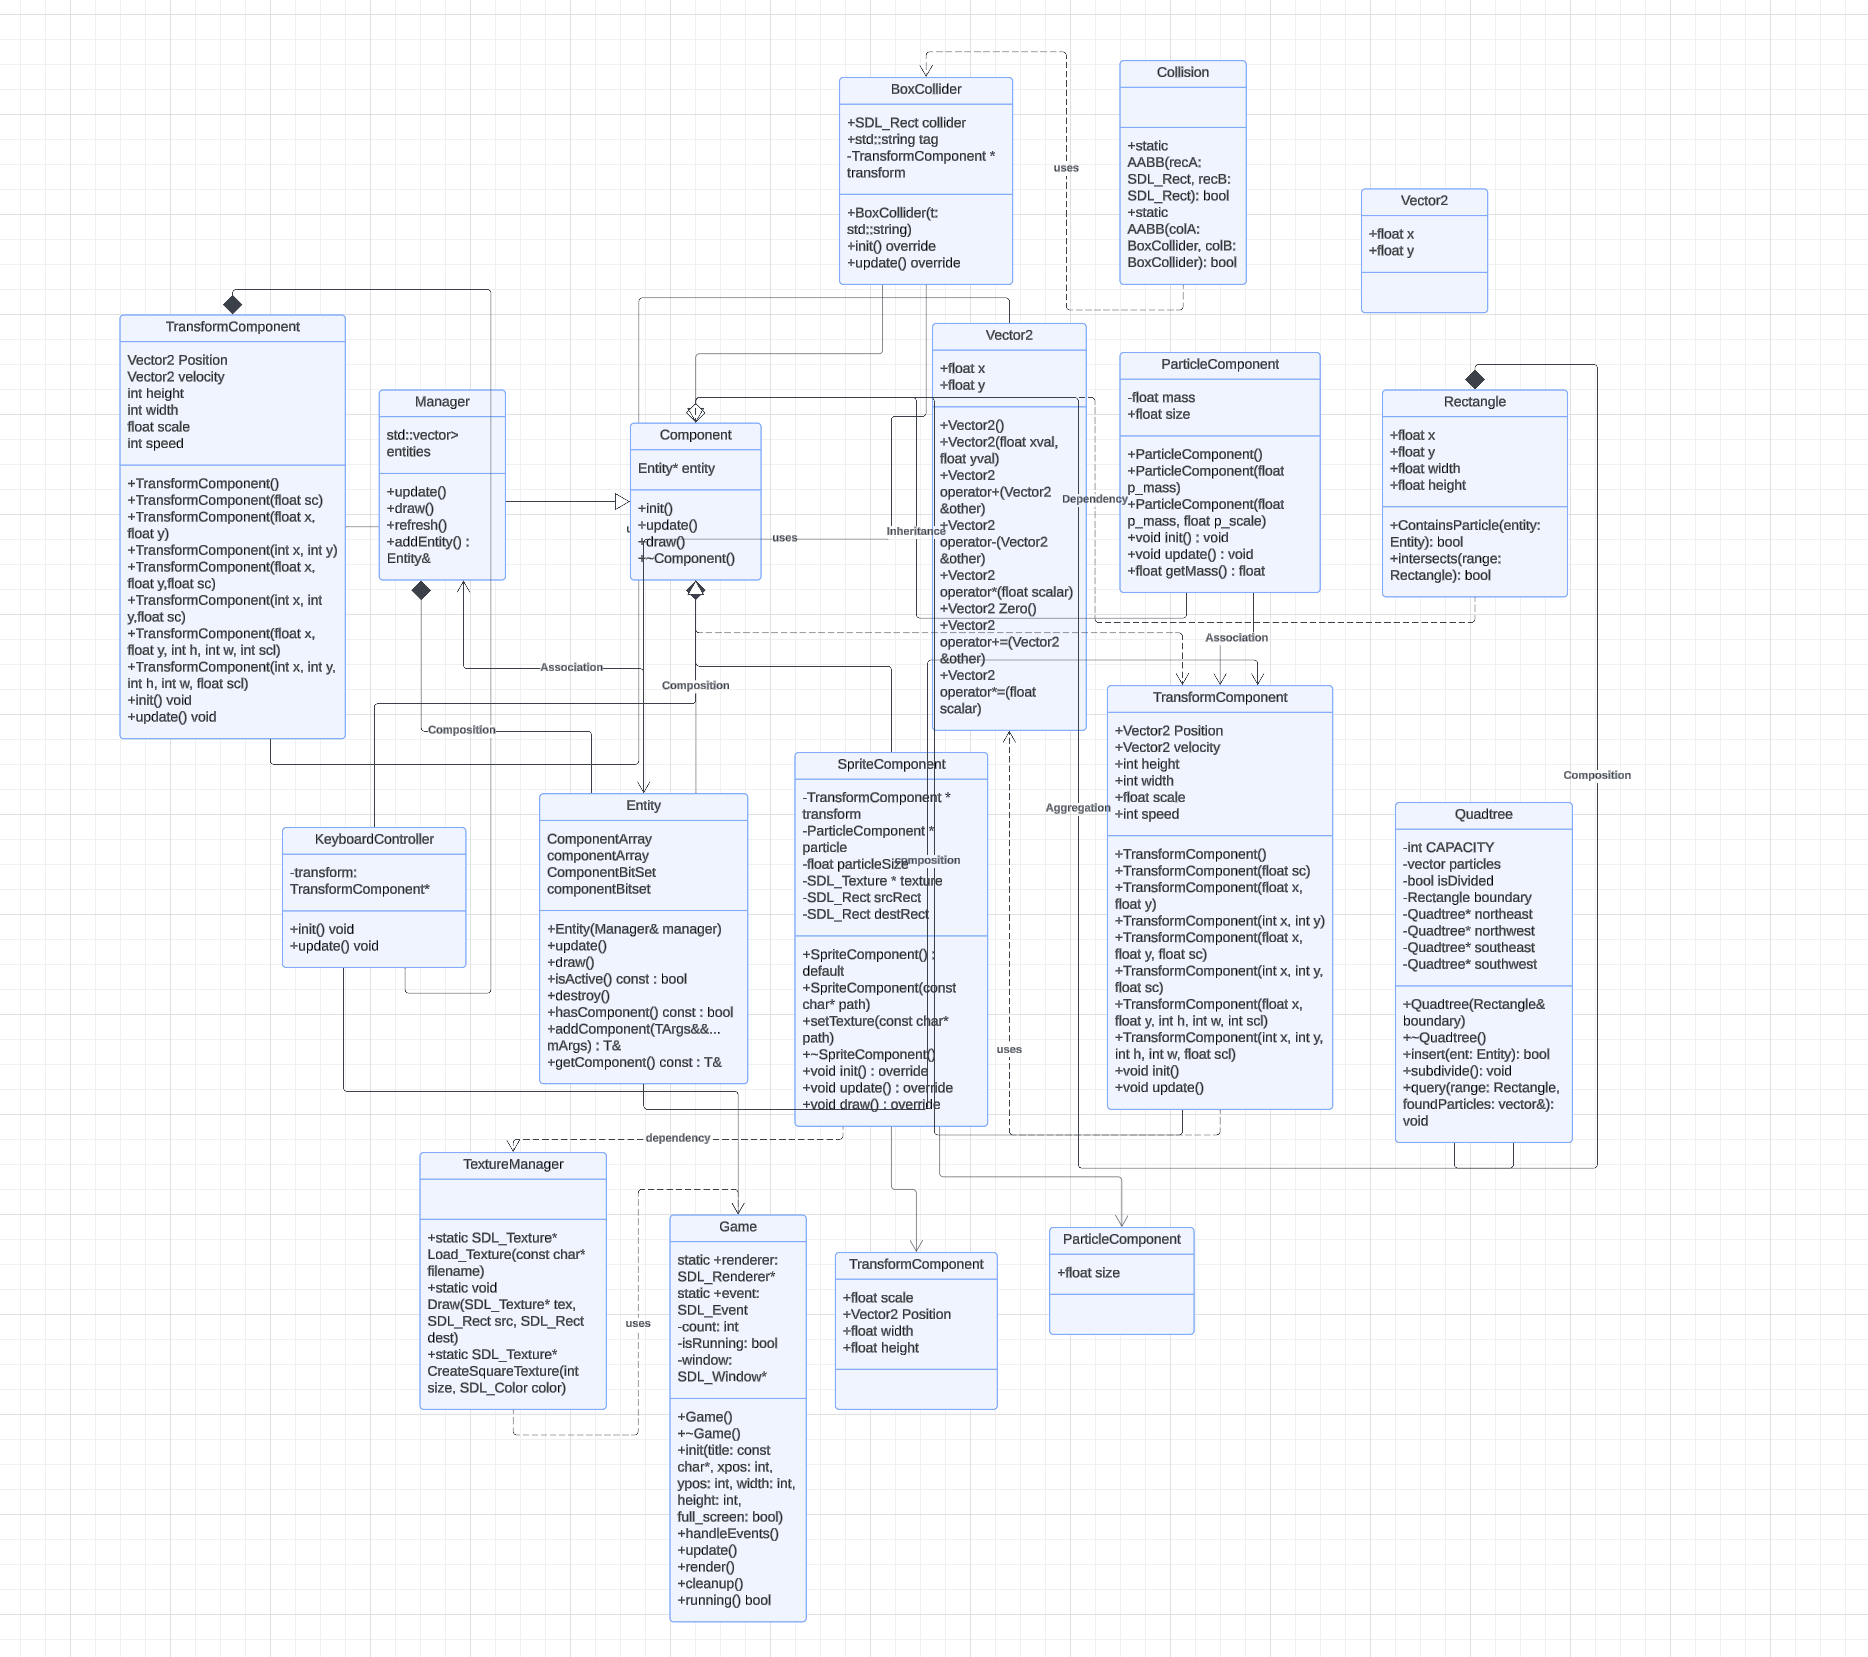 BoxCollider
+SDL_Rect collider
+std::string tag
-TransformComponent *
transform
+BoxCollider(t:
std::string)
+init() override
+update() override
uses
Collision
+static
AABB(recA:
SDL_Rect, recB:
SDL_Rect): bool
+static
AABB(colA:
BoxCollider, colB:
BoxCollider): bool
Vector2
+float x
+float y
TransformComponent
Vector2 Position
Vector2 velocity
int height
int width
float scale
int speed
+TransformComponent()
+TransformComponent(float sc)
+TransformComponent(float x,
float y)
+TransformComponent(int x, int y)
+TransformComponent(float x,
float y,float sc)
+TransformComponent(int x, int
y,float sc)
+TransformComponent(float x,
float y, int h, int w, int scl)
+TransformComponent(int x, int y,
int h, int w, float scl)
+init() void
+update() void
Manager
std::vector>
entities
+update()
+draw()
+refresh()
+addEntity() :
Entity&
Component
Entity* entity
+init()
+update()
+draw()
+~Component()
uses
Inheritance
Vector2
+float x
+float y
+Vector2()
+Vector2(float xval,
float yval)
+Vector2
operator+(Vector2
&other)
+Vector2
operator-(Vector2
&other)
+Vector2
operator*(float scalar)
+Vector2 Zero()
+Vector2
operator+=(Vector2
&other)
+Vector2
operator*=(float
scalar)
Dependency
ParticleComponent
-float mass
+float size
+ParticleComponent()
+ParticleComponent(float
p_mass)
+ParticleComponent(float
p_mass, float p_scale)
+void init() : void
+void update() : void
+float getMass() : float
Rectangle
+float x
+float y
+float width
+float height
+ContainsParticle(entity:
Entity): bool
+intersects(range:
Rectangle): bool
Association
Association
Composition
Composition
Composition
KeyboardController
-transform:
TransformComponent*
+init() void
+update() void
Entity
ComponentArray
componentArray
ComponentBitSet
componentBitset
+Entity(Manager& manager)
+update()
+draw()
+isActive() const : bool
+destroy()
+hasComponent() const : bool
+addComponent(TArgs&&...
mArgs) : T&
+getComponent() const : T&
SpriteComponent
-TransformComponent *
transform
-ParticleComponent *
particle
-float particleSize
-SDL_Texture * texture
-SDL_Rect srcRect
-SDL_Rect destRect
+SpriteComponent() :
default
+SpriteComponent(const
char* path)
+setTexture(const char*
path)
+~SpriteComponent()
+void init() : override
+void update() : override
+void draw() : override
composition
Aggregation
uses
TransformComponent
+Vector2 Position
+Vector2 velocity
+int height
+int width
+float scale
+int speed
+TransformComponent()
+TransformComponent(float sc)
+TransformComponent(float x,
float y)
+TransformComponent(int x, int y)
+TransformComponent(float x,
float y, float sc)
+TransformComponent(int x, int y,
float sc)
+TransformComponent(float x,
float y, int h, int w, int scl)
+TransformComponent(int x, int y,
int h, int w, float scl)
+void init()
+void update()
Quadtree
-int CAPACITY
-vector particles
-bool isDivided
-Rectangle boundary
-Quadtree* northeast
-Quadtree* northwest
-Quadtree* southeast
-Quadtree* southwest
+Quadtree(Rectangle&
boundary)
+~Quadtree()
+insert(ent: Entity): bool
+subdivide(): void
+query(range: Rectangle,
foundParticles: vector&):
void
dependency
TextureManager
+static SDL_Texture*
Load_Texture(const char*
filename)
+static void
Draw(SDL_Texture* tex,
SDL_Rect src, SDL_Rect
dest)
+static SDL_Texture*
CreateSquareTexture(int
size, SDL_Color color)
uses
Game
static +renderer:
SDL_Renderer*
static +event:
SDL_Event
-count: int
-isRunning: bool
-window:
SDL_Window*
+Game()
+~Game()
+init(title: const
char*, xpos: int,
ypos: int, width: int,
height: int,
full_screen: bool)
+handleEvents()
+update()
+render()
+cleanup()
+running() bool
TransformComponent
+float scale
+Vector2 Position
+float width
+float height
ParticleComponent
+float size